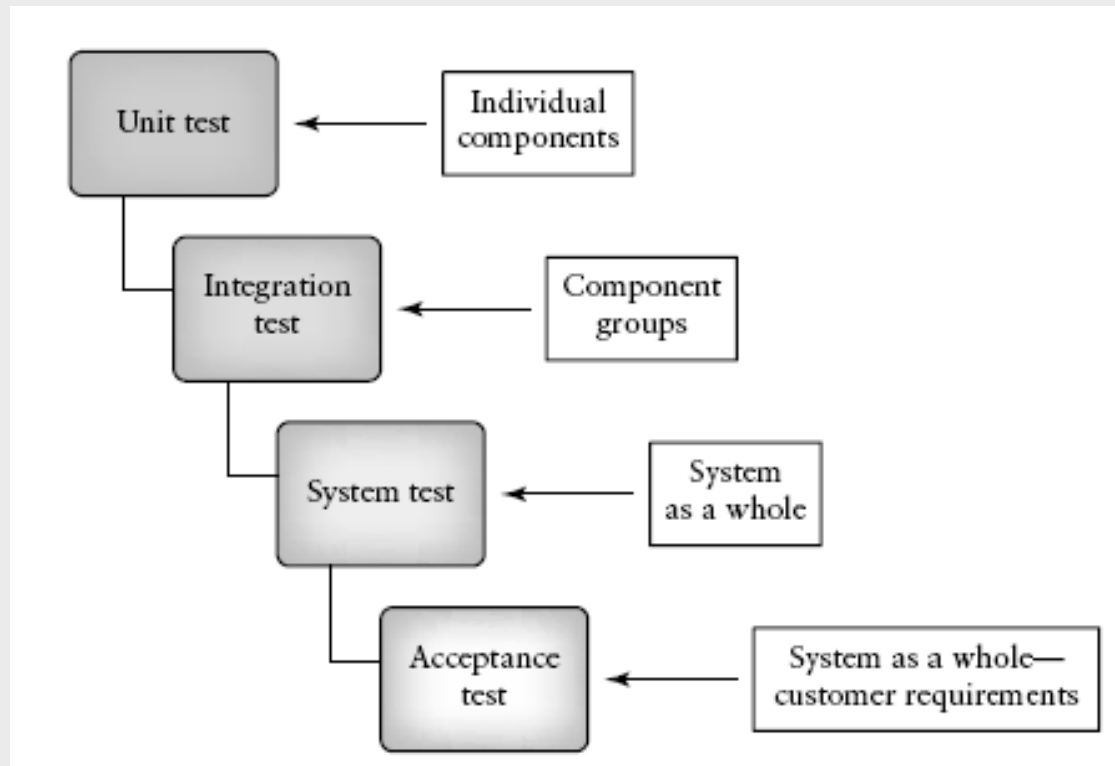 Unit test
Individual
components
Integration
test
Component
groups
System test
System
as a whole
Acceptance
test
System as a whole—
customer requirements